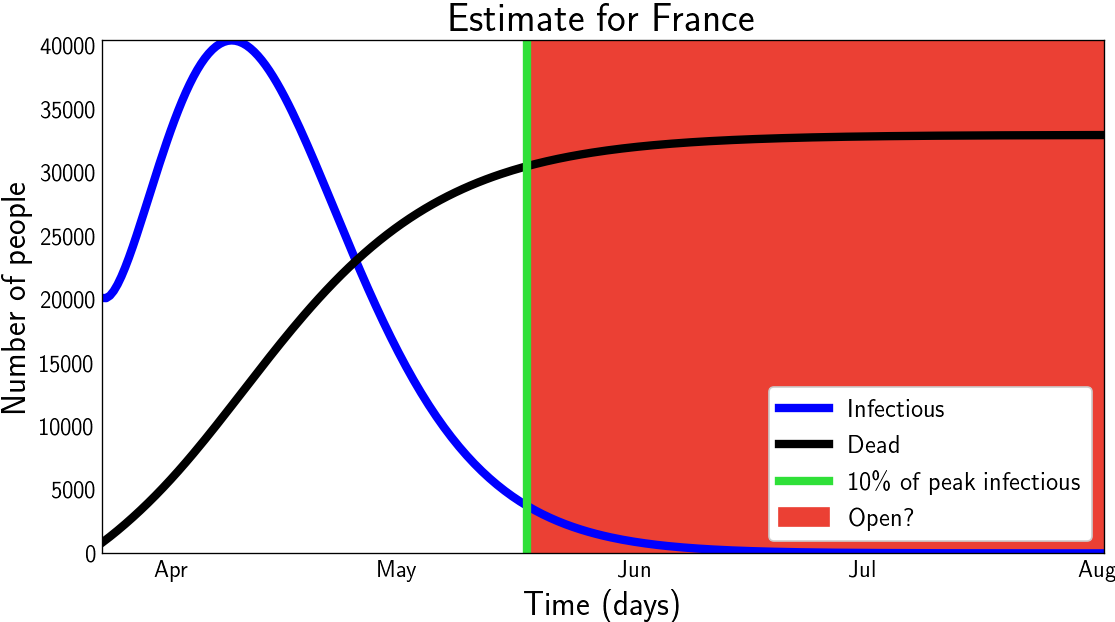 Estimate for France
Number of people
40000
35000
30000
25000
20000
15000
10000
5000
0
Infectious
Dead
10% of peak infectious
Open?
Apr May Jun Jul Aug
Time (days)